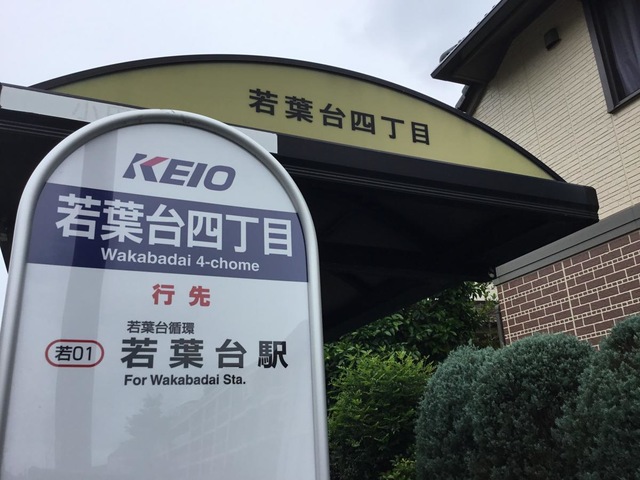 若葉台四丁目
KEIO
若葉台四丁目
Wakabadai 4-chome
行先
若葉台循環
若01 若葉台駅
For Wakabadai Sta.